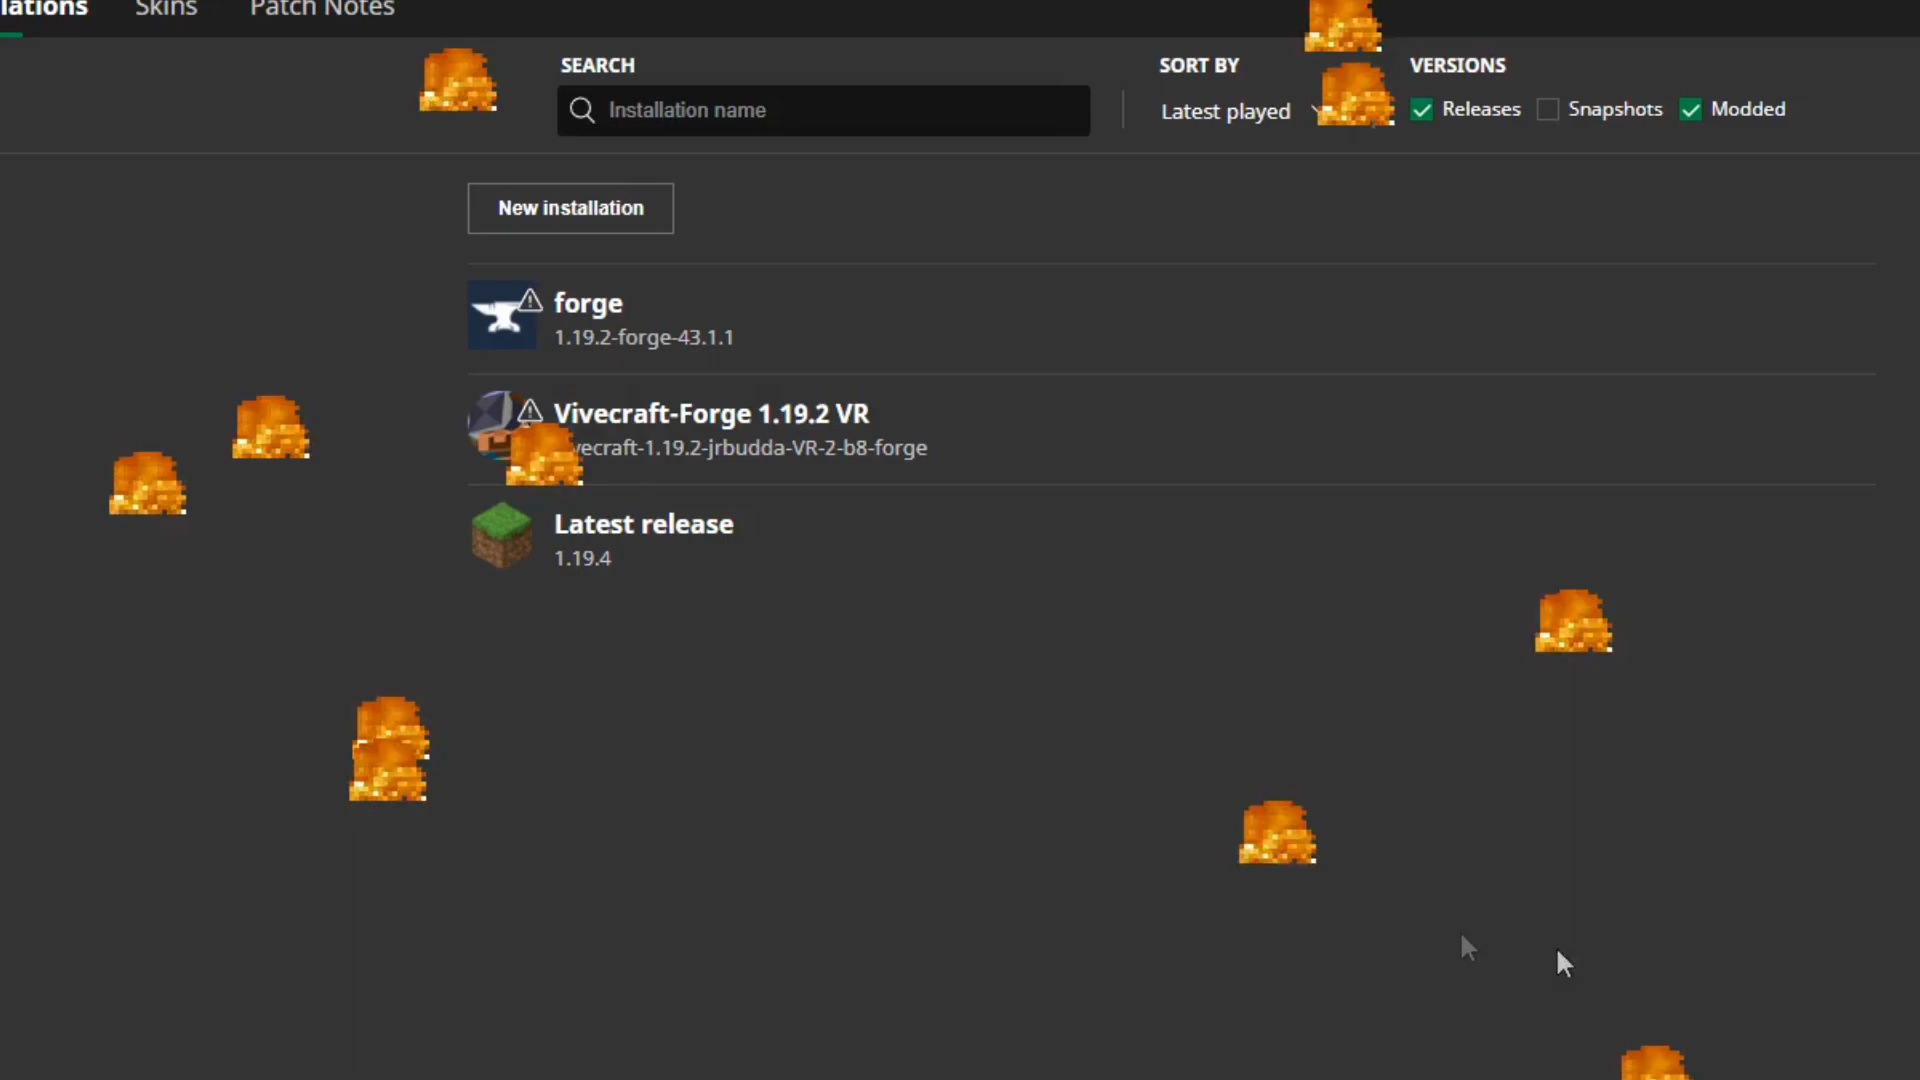 lations Skins Patch Notes
SEARCH
Installation name
SORT BY
Latest played
VERSIONS
Releases Snapshots Modded
New installation
forge
1.19.2-forge-43.1.1
Vivecraft-Forge 1.19.2 VR
vecraft-1.19.2-jrbudda-VR-2-b8-forge
Latest release
1.19.4